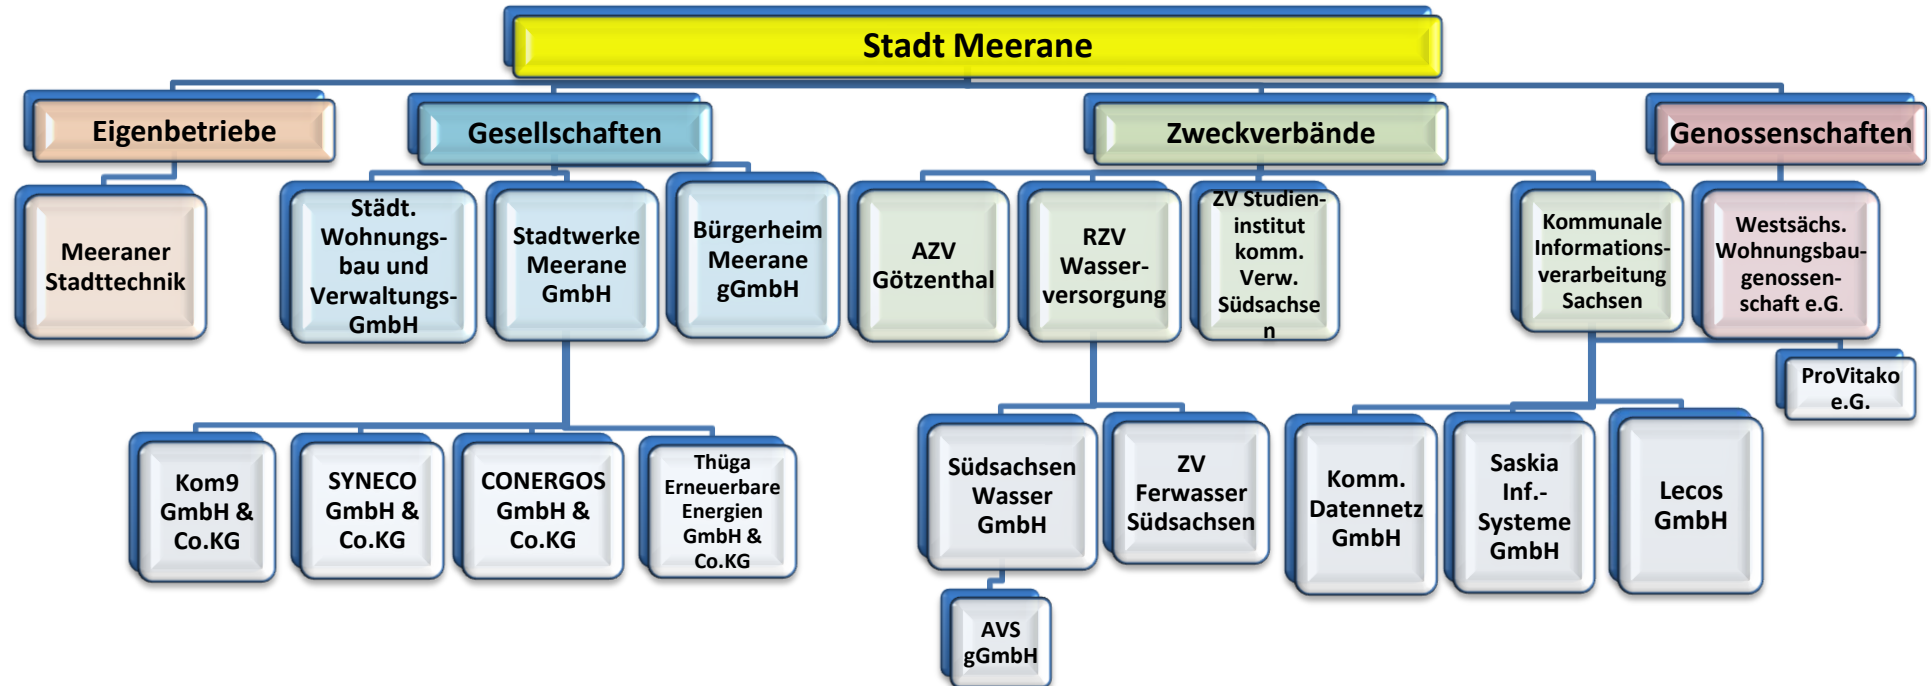 Stadt Meerane
Eigenbetriebe
Gesellschaften
Zweckverbände
Genossenschaften
Meeraner
Stadttechnik
Städt.
Wohnungs-
bau und
Verwaltungs-
GmbH
Stadtwerke
Meerane
GmbH
Bürgerheim
Meerane
gGmbH
AZV
Götzenthal
RZV
Wasser-
versorgung
ZV Studien-
institut
komm.
Verw.
Südsachse
n
Kommunale
Informations-
verarbeitung
Sachsen
Westsächs.
Wohnungsbau-
genossen-
schaft e.G.
ProVitako
e.G.
Kom9
GmbH &
Co.KG
SYNECO
GmbH &
Co.KG
CONERGOS
GmbH &
Co.KG
Thüga
Erneuerbare
Energien
GmbH &
Co.KG
Südsachsen
Wasser
GmbH
ZV
Ferwasser
Südsachsen
Komm.
Datennetz
GmbH
Saskia
Inf.-
Systeme
GmbH
Lecos
GmbH
AVS
gGmbH